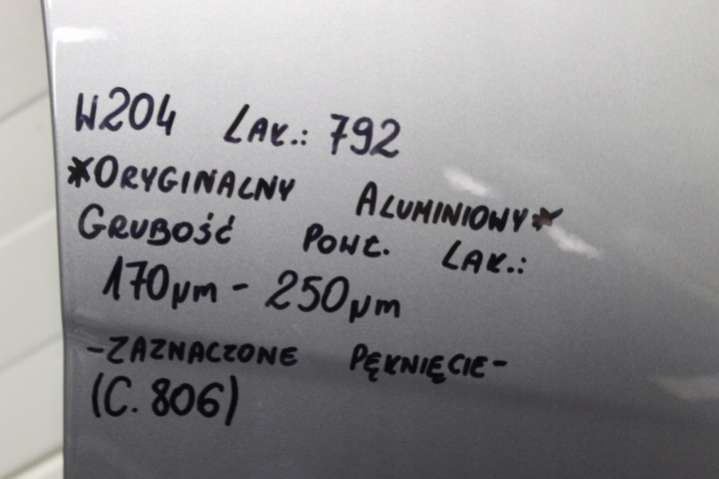 W204 LAK.: 792
*ORYGINALNY ALUMINIOWY*
GRUBOŚĆ POWŁ. LAK.:
170µm - 250µm
-ZAZNACZONE PĘKNIĘCIE-
(C. 806)